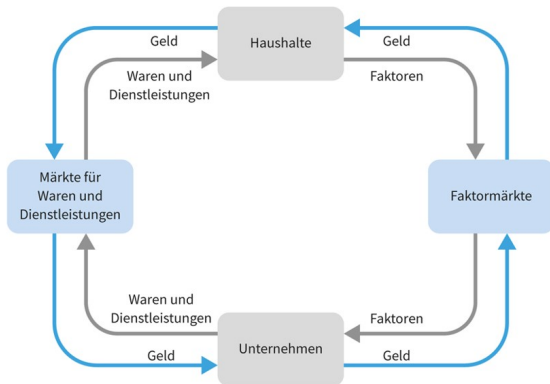 Geld
Haushalte
Geld
Waren und
Dienstleistungen
Faktoren
Märkte für
Waren und
Dienstleistungen
Faktormärkte
Waren und
Dienstleistungen
Faktoren
Geld
Unternehmen
Geld